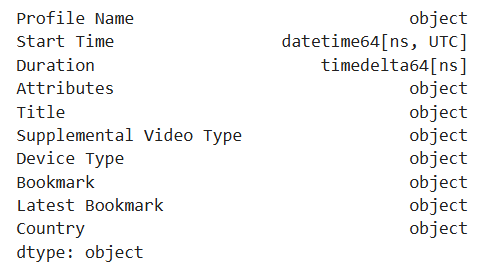 Profile Name object
Start Time datetime64[ns, UTC]
Duration timedelta64[ns]
Attributes object
Title object
Supplemental Video Type object
Device Type object
Bookmark object
Latest Bookmark object
Country object
dtype: object